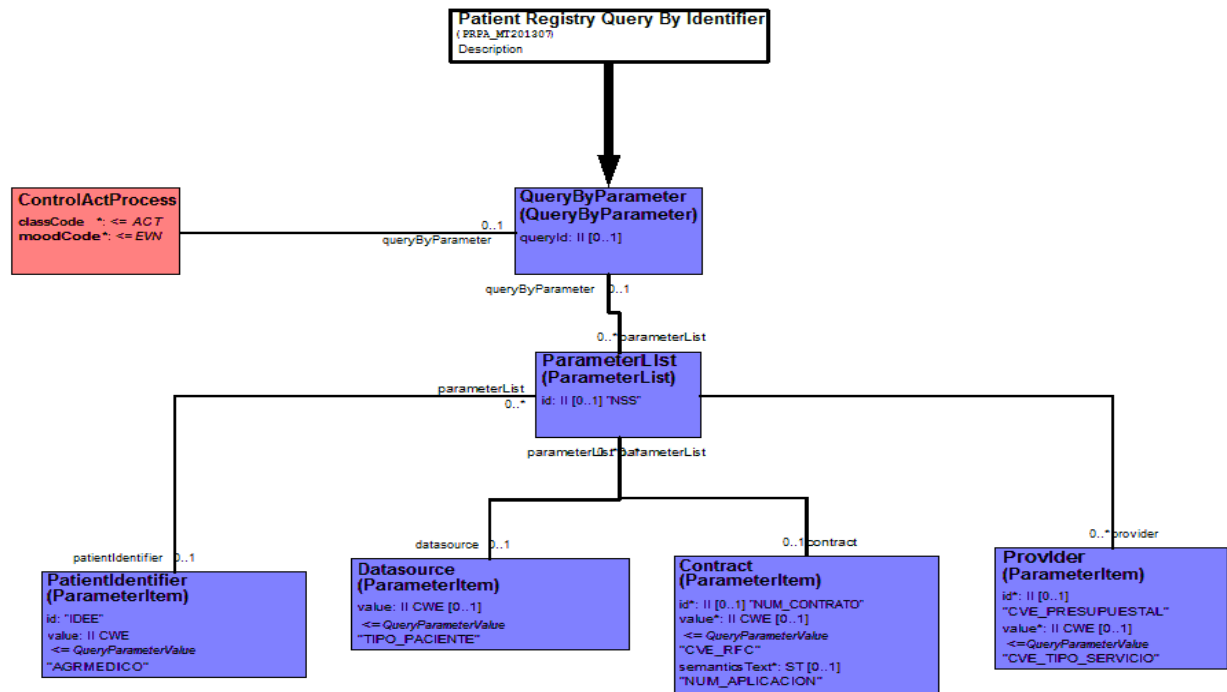 Patient Registry Query By Identifier
(PRPA_MT201307)
Description
ControlActProcess
classCode *: <= ACT
moodCode*: <= EVN
0..1
queryByParameter
QueryByParameter
(QueryByParameter)
queryId: II [0..1]
queryByParameter 0..1
0..* parameterList
ParameterList
(ParameterList)
id: II [0..1] "NSS"
parameterList
0..*
parameterList 0..* parameterList
patientIdentifier 0..1
PatientIdentifier
(ParameterItem)
id: "IDEE"
value: II CWE
<= QueryParameterValue
"AGRMEDICO"
datasource 0..1
Datasource
(ParameterItem)
value: II CWE [0..1]
<= QueryParameterValue
"TIPO_PACIENTE"
0..1 contract
Contract
(ParameterItem)
id*: II [0..1] "NUM_CONTRATO"
value*: II CWE [0..1]
<= QueryParameterValue
"CVE_RFC"
semanticsText*: ST [0..1]
"NUM_APLICACION"
0..* provider
Provider
(ParameterItem)
id*: II [0..1]
"CVE_PRESUPUESTAL"
value*: II CWE [0..1]
<=QueryParameterValue
"CVE_TIPO_SERVICIO"